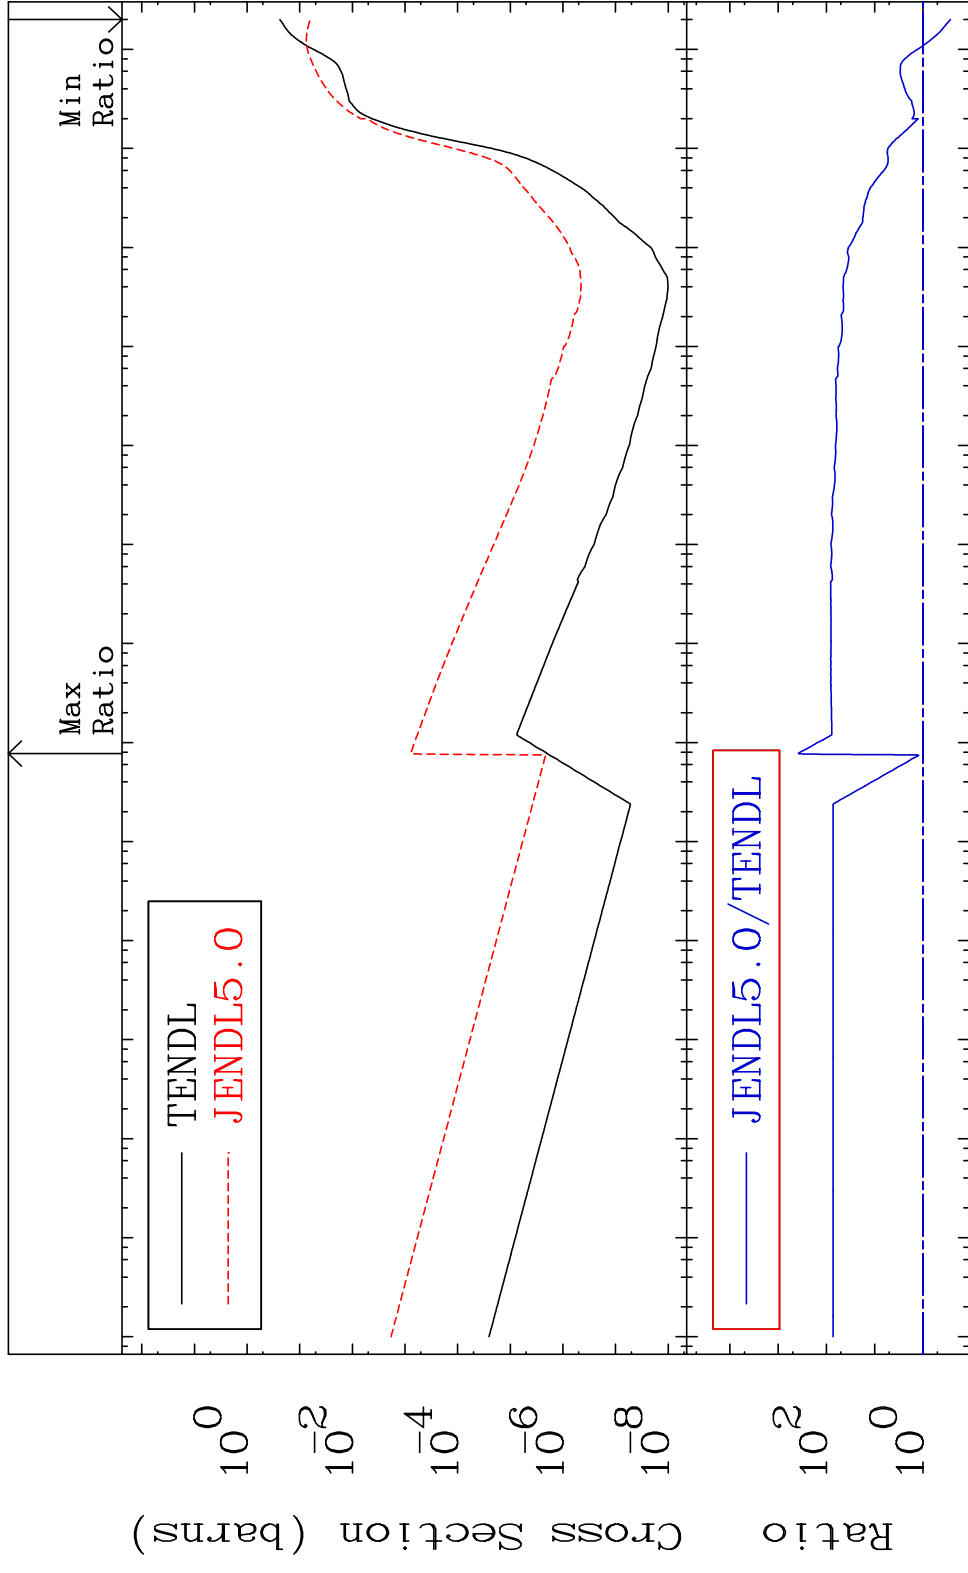 Max
Ratio
Min
Ratio
TENDL
JENDL5.0
JENDL5.0/TENDL
10^0
10^-2
10^-4
10^-6
10^-8
10^2
10^0
Cross Section (barns)
Ratio